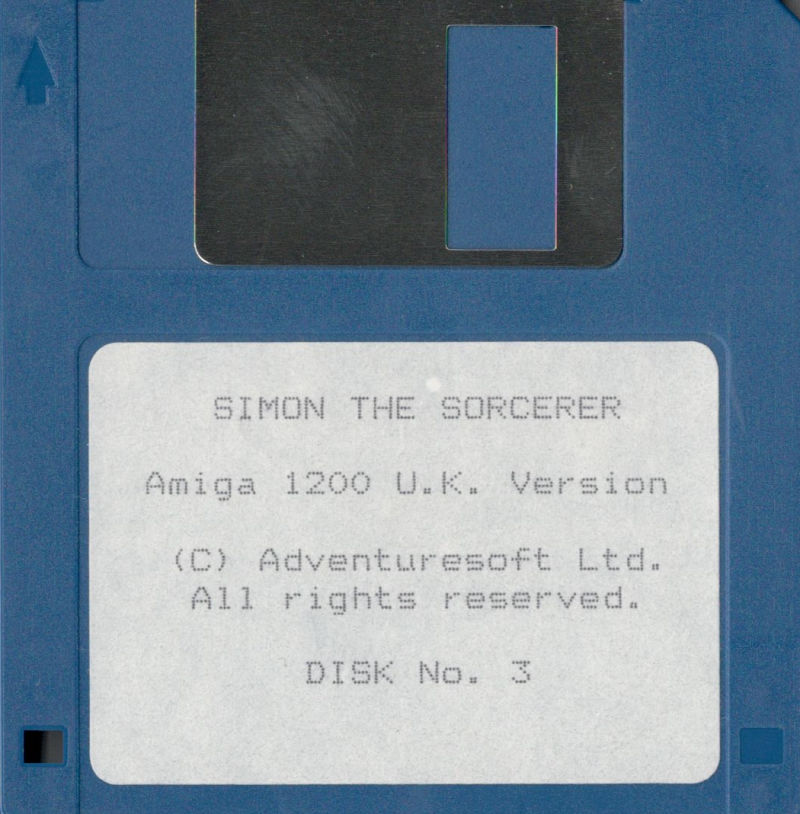 SIMON THE SORCERER
Amiga 1200 U.K. Version
(C) Adventuresoft Ltd.
All rights reserved.
DISK No. 3